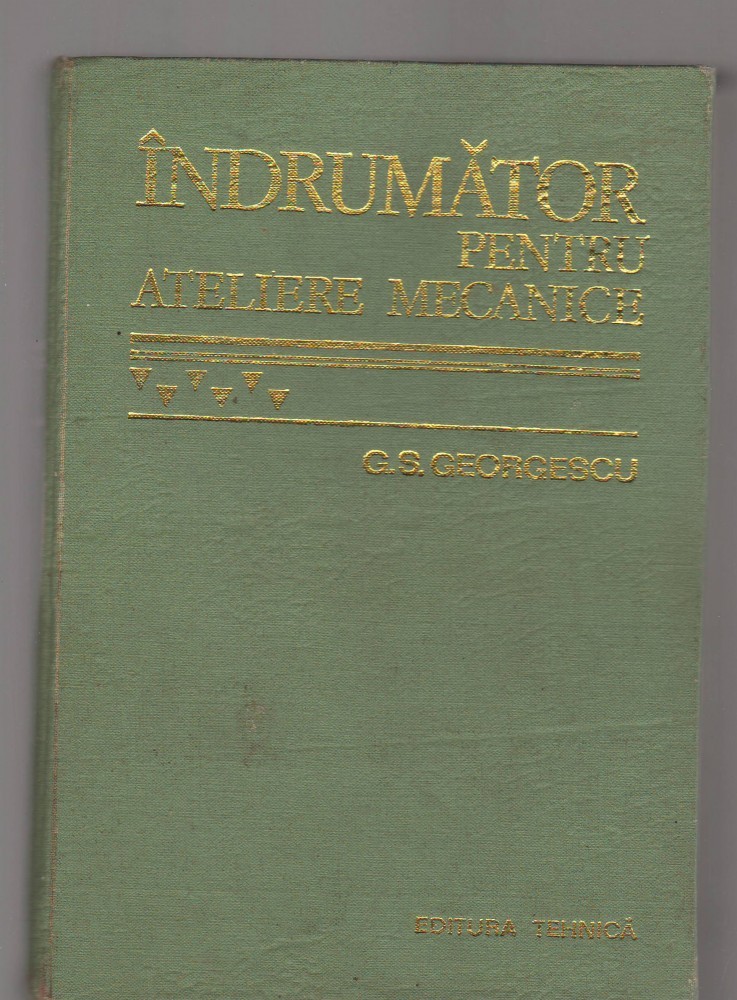 ÎNDRUMĂTOR
PENTRU
ATELIERE MECANICE
G.S. GEORGESCU
EDITURA TEHNICĂ